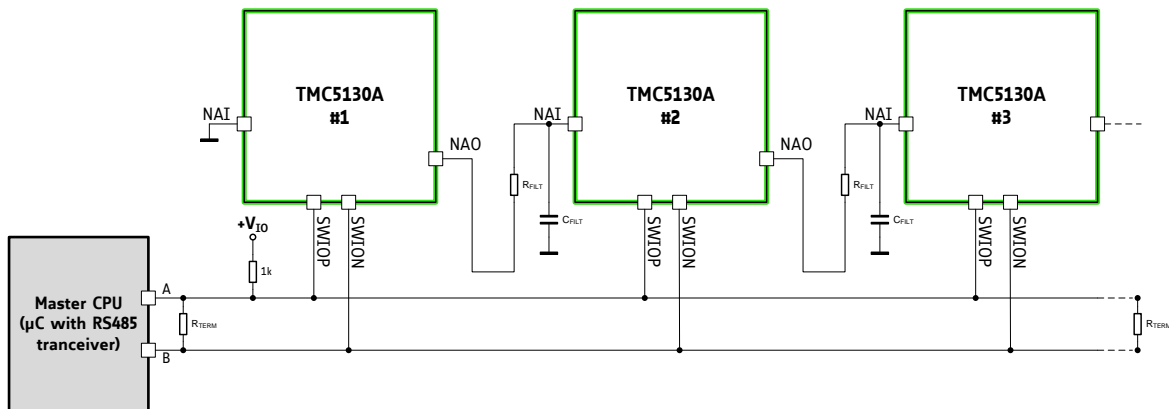 TMC5130A
#1
TMC5130A
#2
TMC5130A
#3
NAI
NAI
NAI
NAO
NAO
RFILT
RFILT
CFILT
CFILT
SWIOP
SWION
SWIOP
SWION
SWIOP
SWION
+VIO
1k
A
Master CPU
(µC with RS485
tranceiver)
RTERM
RTERM
B